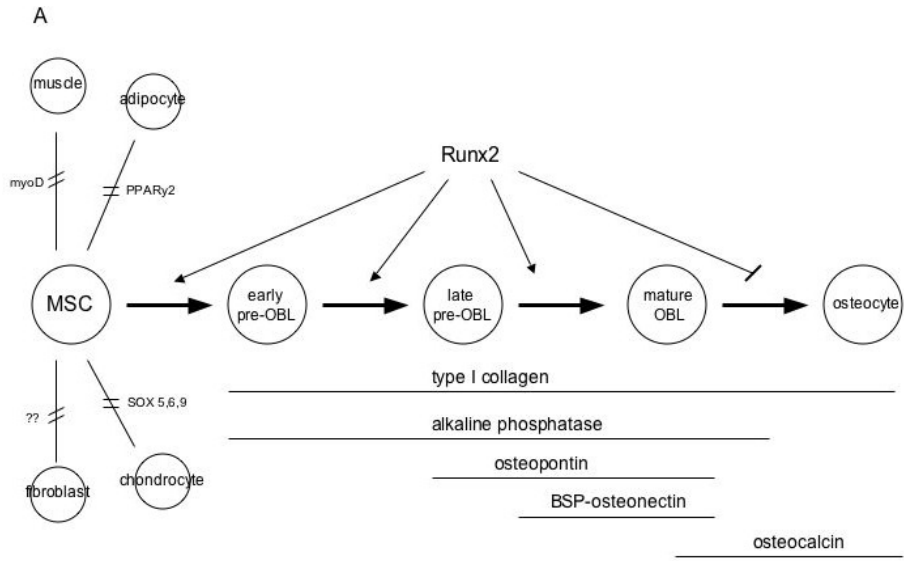 A
muscle
adipocyte
Runx2
myoD
PPARy2
MSC
early
pre-OBL
late
pre-OBL
mature
OBL
osteocyte
type I collagen
SOX 5,6,9
??
alkaline phosphatase
osteopontin
fibroblast
chondrocyte
BSP-osteonectin
osteocalcin